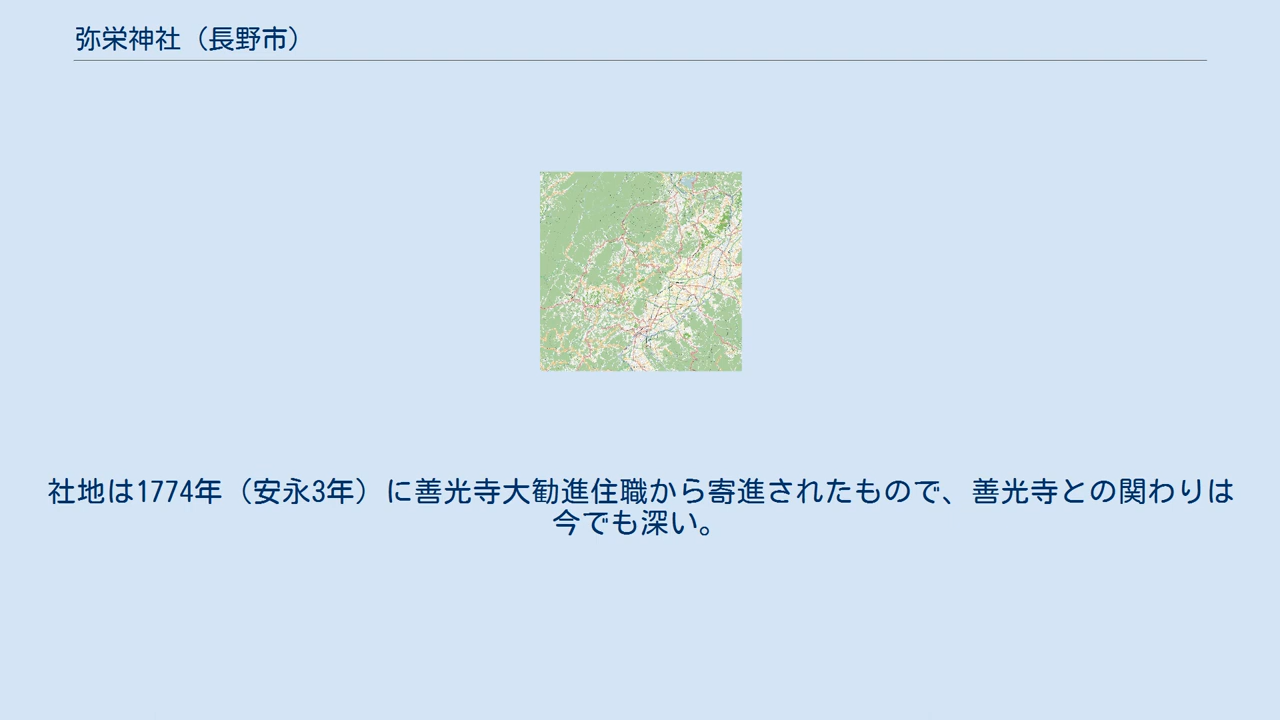 弥栄神社（長野市）
社地は1774年（安永3年）に善光寺大勧進住職から寄進されたもので、善光寺との関わりは
今でも深い。